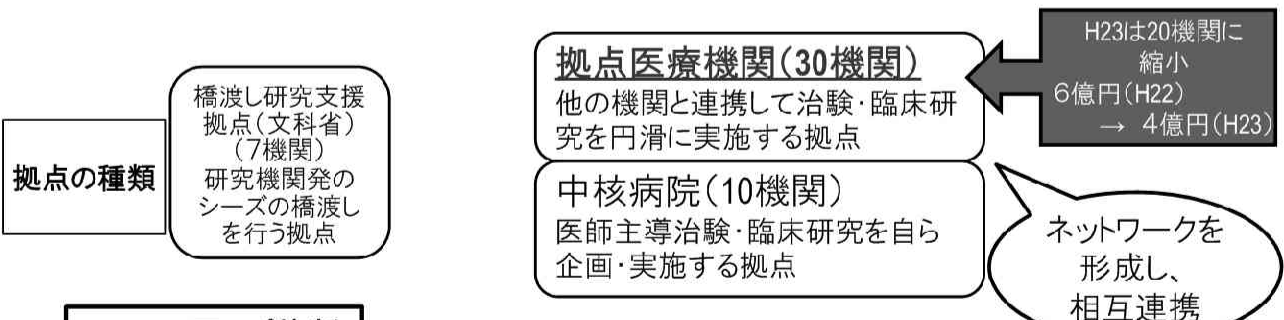 拠点の種類
橋渡し研究支援
拠点(文科省)
(7機関)
研究機関発の
シーズの橋渡し
を行う拠点
拠点医療機関(30機関)
他の機関と連携して治験・臨床研
究を円滑に実施する拠点
中核病院(10機関)
医師主導治験・臨床研究を自ら
企画・実施する拠点
H23は20機関に
縮小
6億円(H22)
→ 4億円(H23)
ネットワークを
形成し、
相互連携